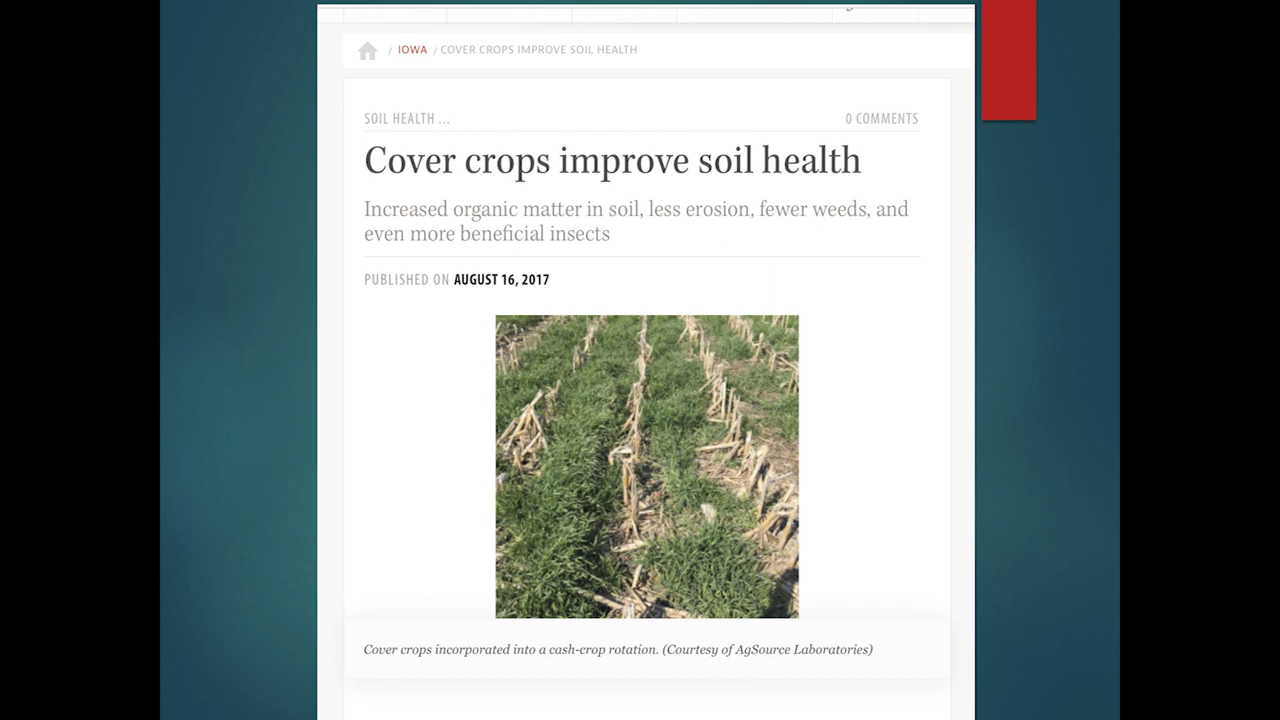 / IOWA / COVER CROPS IMPROVE SOIL HEALTH
SOIL HEALTH ... 0 COMMENTS
Cover crops improve soil health
Increased organic matter in soil, less erosion, fewer weeds, and
even more beneficial insects
PUBLISHED ON AUGUST 16, 2017
Cover crops incorporated into a cash-crop rotation. (Courtesy of AgSource Laboratories)